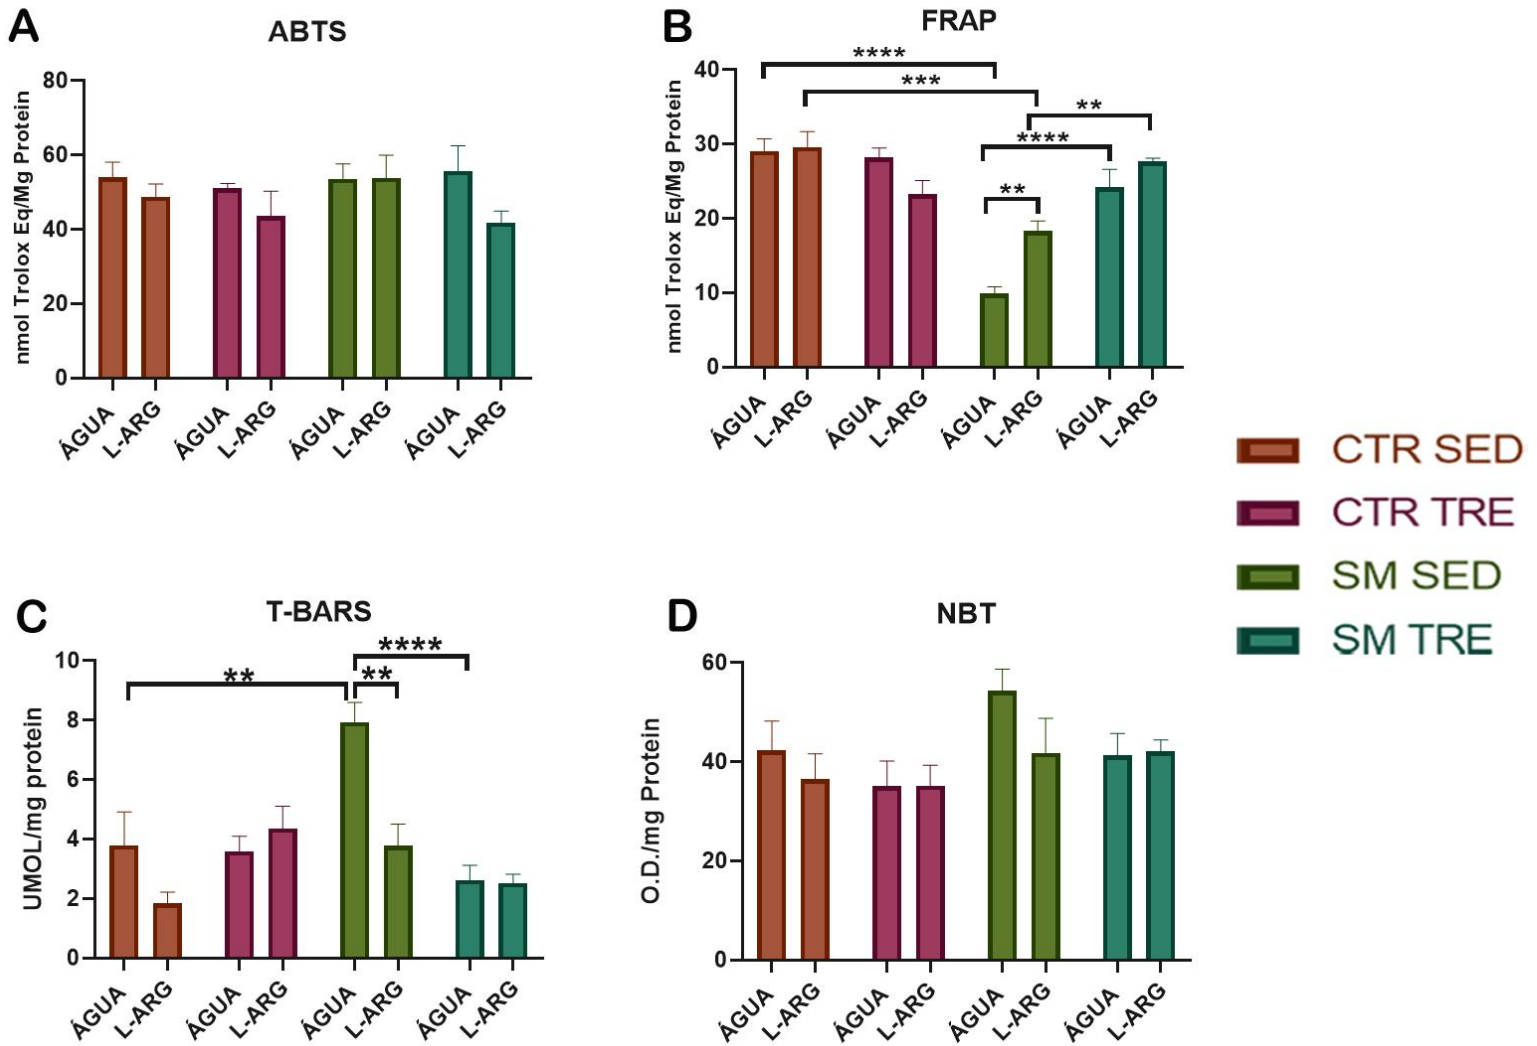 A
ABTS
nmol Trolox Eq/Mg Protein
80
60
40
20
0
ÁGUA
L-ARG
ÁGUA
L-ARG
ÁGUA
L-ARG
ÁGUA
L-ARG
B
FRAP
nmol Trolox Eq/Mg Protein
40
30
20
10
0
****
***
**
****
**
ÁGUA
L-ARG
ÁGUA
L-ARG
ÁGUA
L-ARG
ÁGUA
L-ARG
CTR SED
CTR TRE
SM SED
SM TRE
C
T-BARS
UMOL/mg protein
10
8
6
4
2
0
****
**
**
ÁGUA
L-ARG
ÁGUA
L-ARG
ÁGUA
L-ARG
ÁGUA
L-ARG
D
NBT
O.D./mg Protein
60
40
20
0
ÁGUA
L-ARG
ÁGUA
L-ARG
ÁGUA
L-ARG
ÁGUA
L-ARG